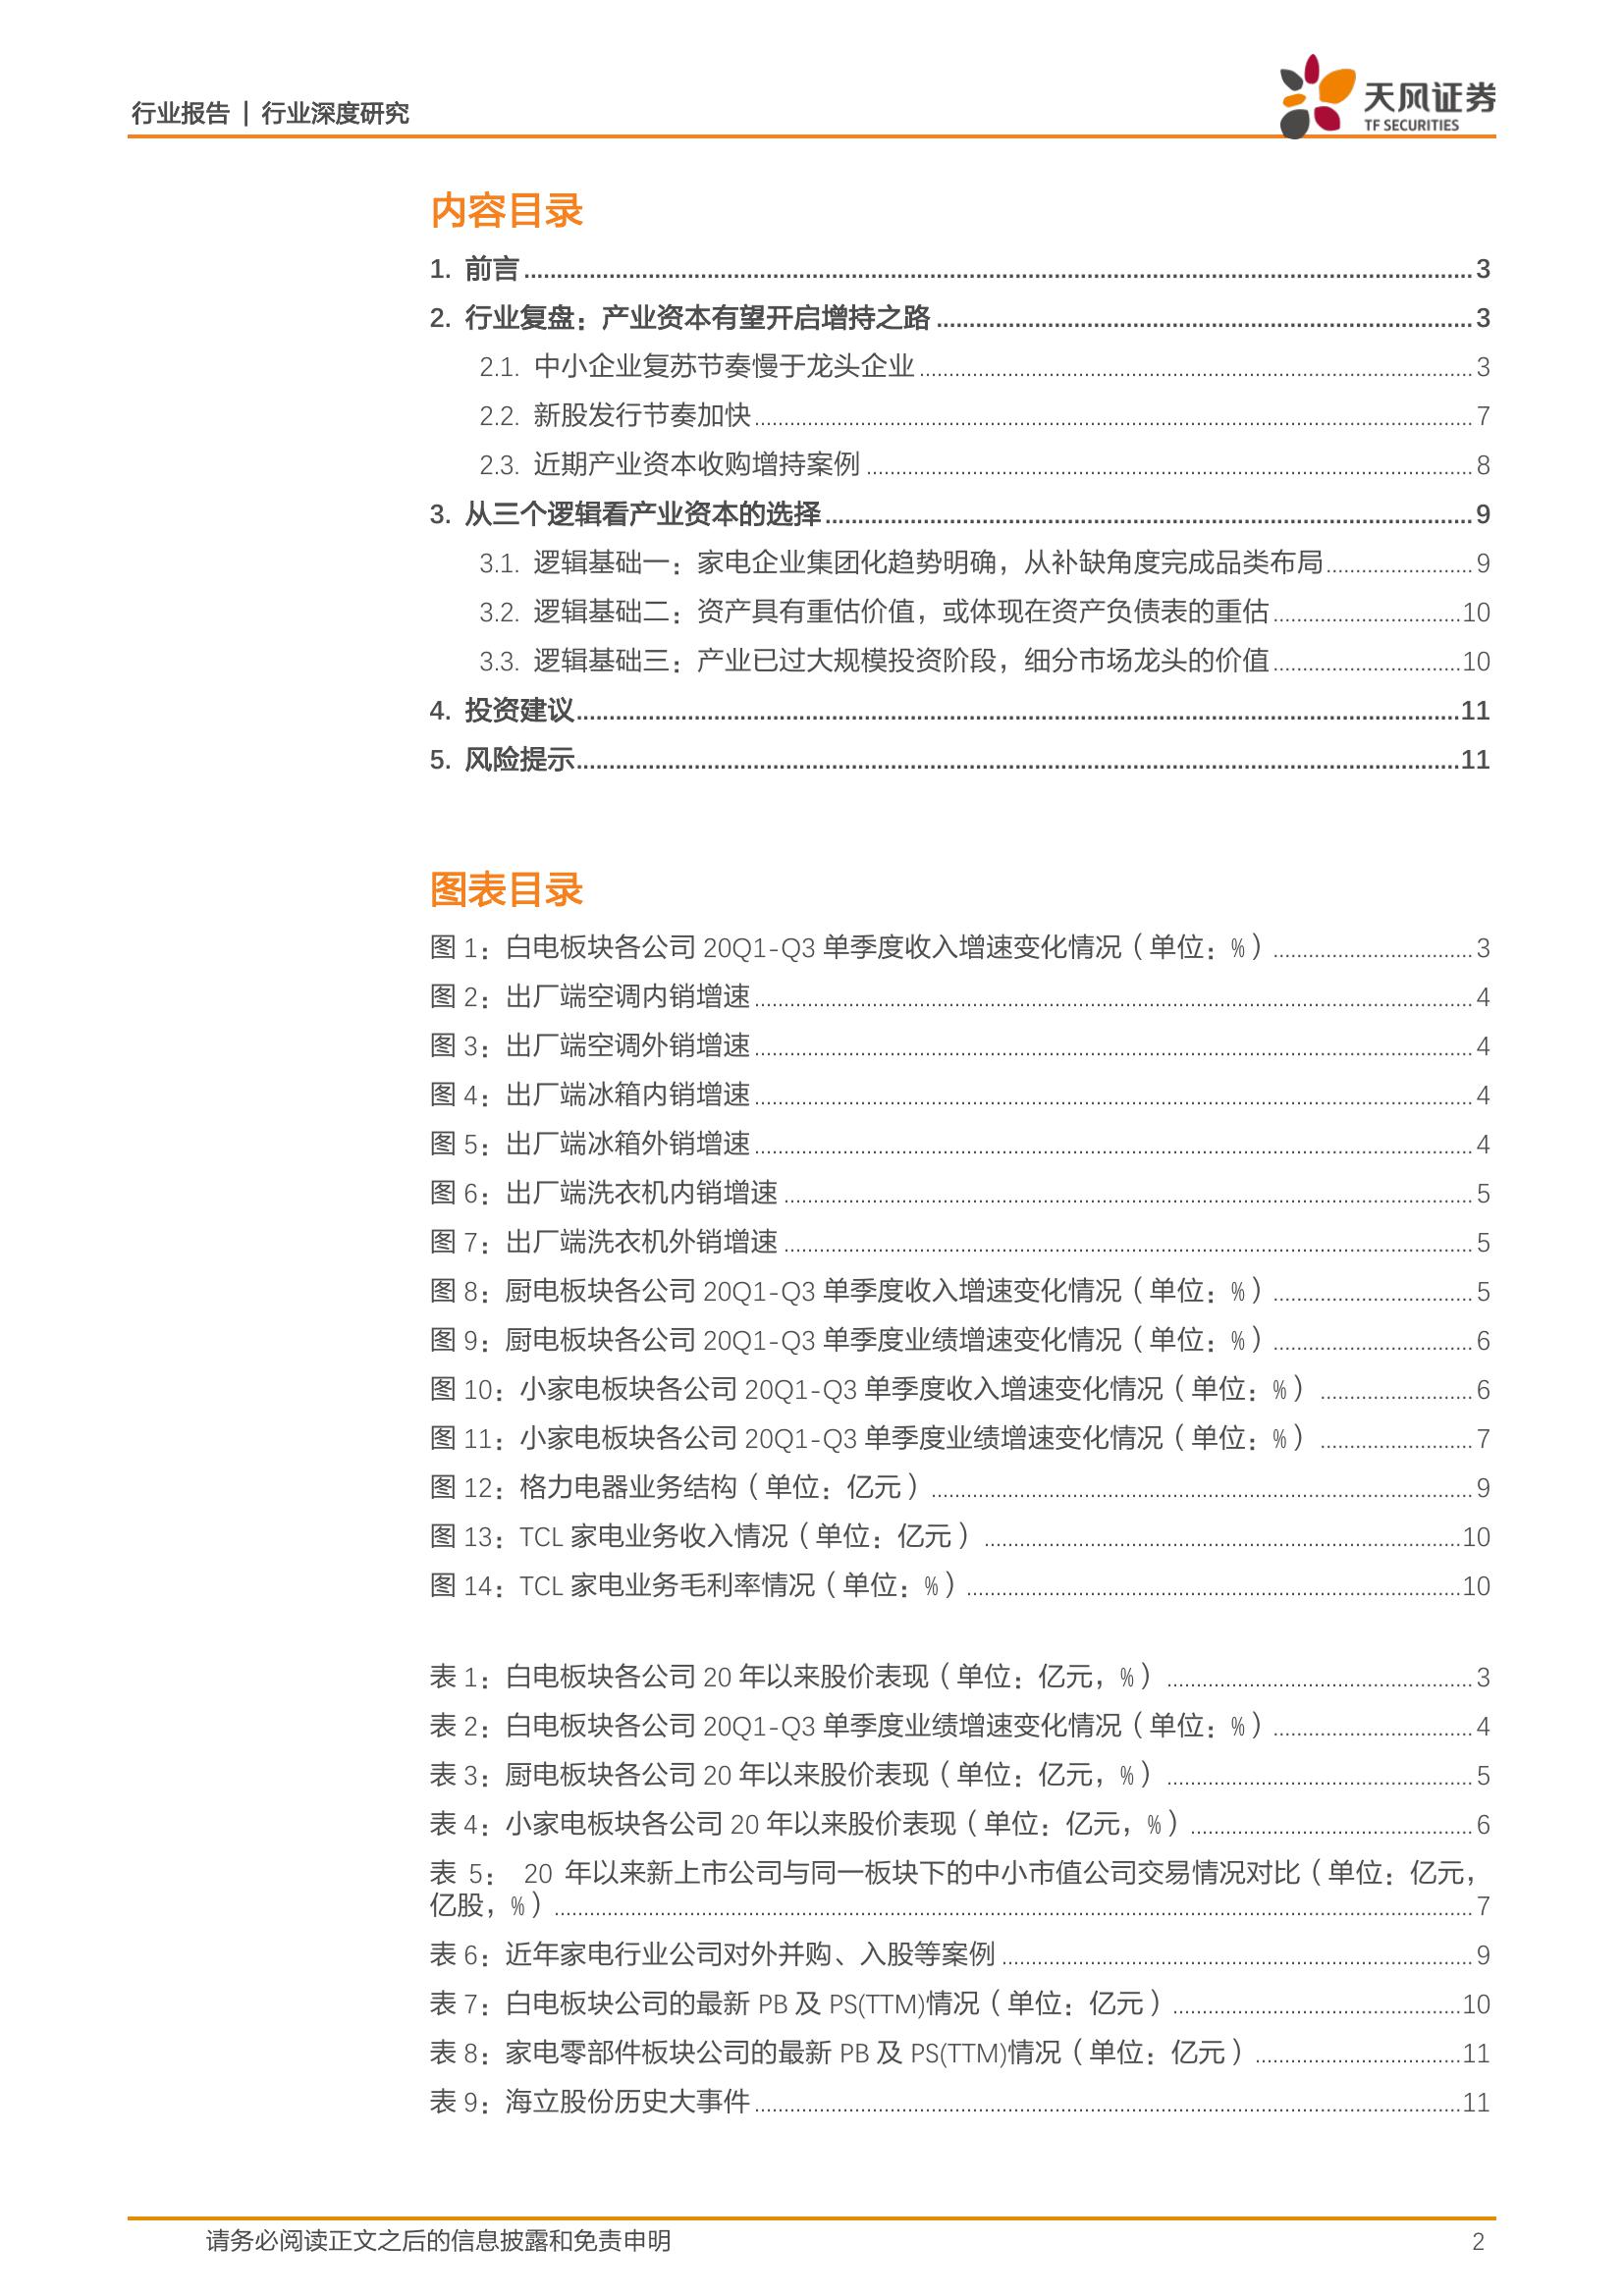 行业报告 | 行业深度研究
天风证券
TF SECURITIES
内容目录
1. 前言 3
2. 行业复盘：产业资本有望开启增持之路 3
2.1. 中小企业复苏节奏慢于龙头企业 3
2.2. 新股发行节奏加快 7
2.3. 近期产业资本收购增持案例 8
3. 从三个逻辑看产业资本的选择 9
3.1. 逻辑基础一：家电企业集团化趋势明确，从补缺角度完成品类布局 9
3.2. 逻辑基础二：资产具有重估价值，或体现在资产负债表的重估 10
3.3. 逻辑基础三：产业已过大规模投资阶段，细分市场龙头的价值 10
4. 投资建议 11
5. 风险提示 11
图表目录
图 1：白电板块各公司 20Q1-Q3 单季度收入增速变化情况（单位：%） 3
图 2：出厂端空调内销增速 4
图 3：出厂端空调外销增速 4
图 4：出厂端冰箱内销增速 4
图 5：出厂端冰箱外销增速 4
图 6：出厂端洗衣机内销增速 5
图 7：出厂端洗衣机外销增速 5
图 8：厨电板块各公司 20Q1-Q3 单季度收入增速变化情况（单位：%） 5
图 9：厨电板块各公司 20Q1-Q3 单季度业绩增速变化情况（单位：%） 6
图 10：小家电板块各公司 20Q1-Q3 单季度收入增速变化情况（单位：%） 6
图 11：小家电板块各公司 20Q1-Q3 单季度业绩增速变化情况（单位：%） 7
图 12：格力电器业务结构（单位：亿元） 9
图 13：TCL 家电业务收入情况（单位：亿元） 10
图 14：TCL 家电业务毛利率情况（单位：%） 10
表 1：白电板块各公司 20 年以来股价表现（单位：亿元，%） 3
表 2：白电板块各公司 20Q1-Q3 单季度业绩增速变化情况（单位：%） 4
表 3：厨电板块各公司 20 年以来股价表现（单位：亿元，%） 5
表 4：小家电板块各公司 20 年以来股价表现（单位：亿元，%） 6
表 5： 20 年以来新上市公司与同一板块下的中小市值公司交易情况对比（单位：亿元，
亿股，%） 7
表 6：近年家电行业公司对外并购、入股等案例 9
表 7：白电板块公司的最新 PB 及 PS(TTM)情况（单位：亿元） 10
表 8：家电零部件板块公司的最新 PB 及 PS(TTM)情况（单位：亿元） 11
表 9：海立股份历史大事件 11
请务必阅读正文之后的信息披露和免责申明 2